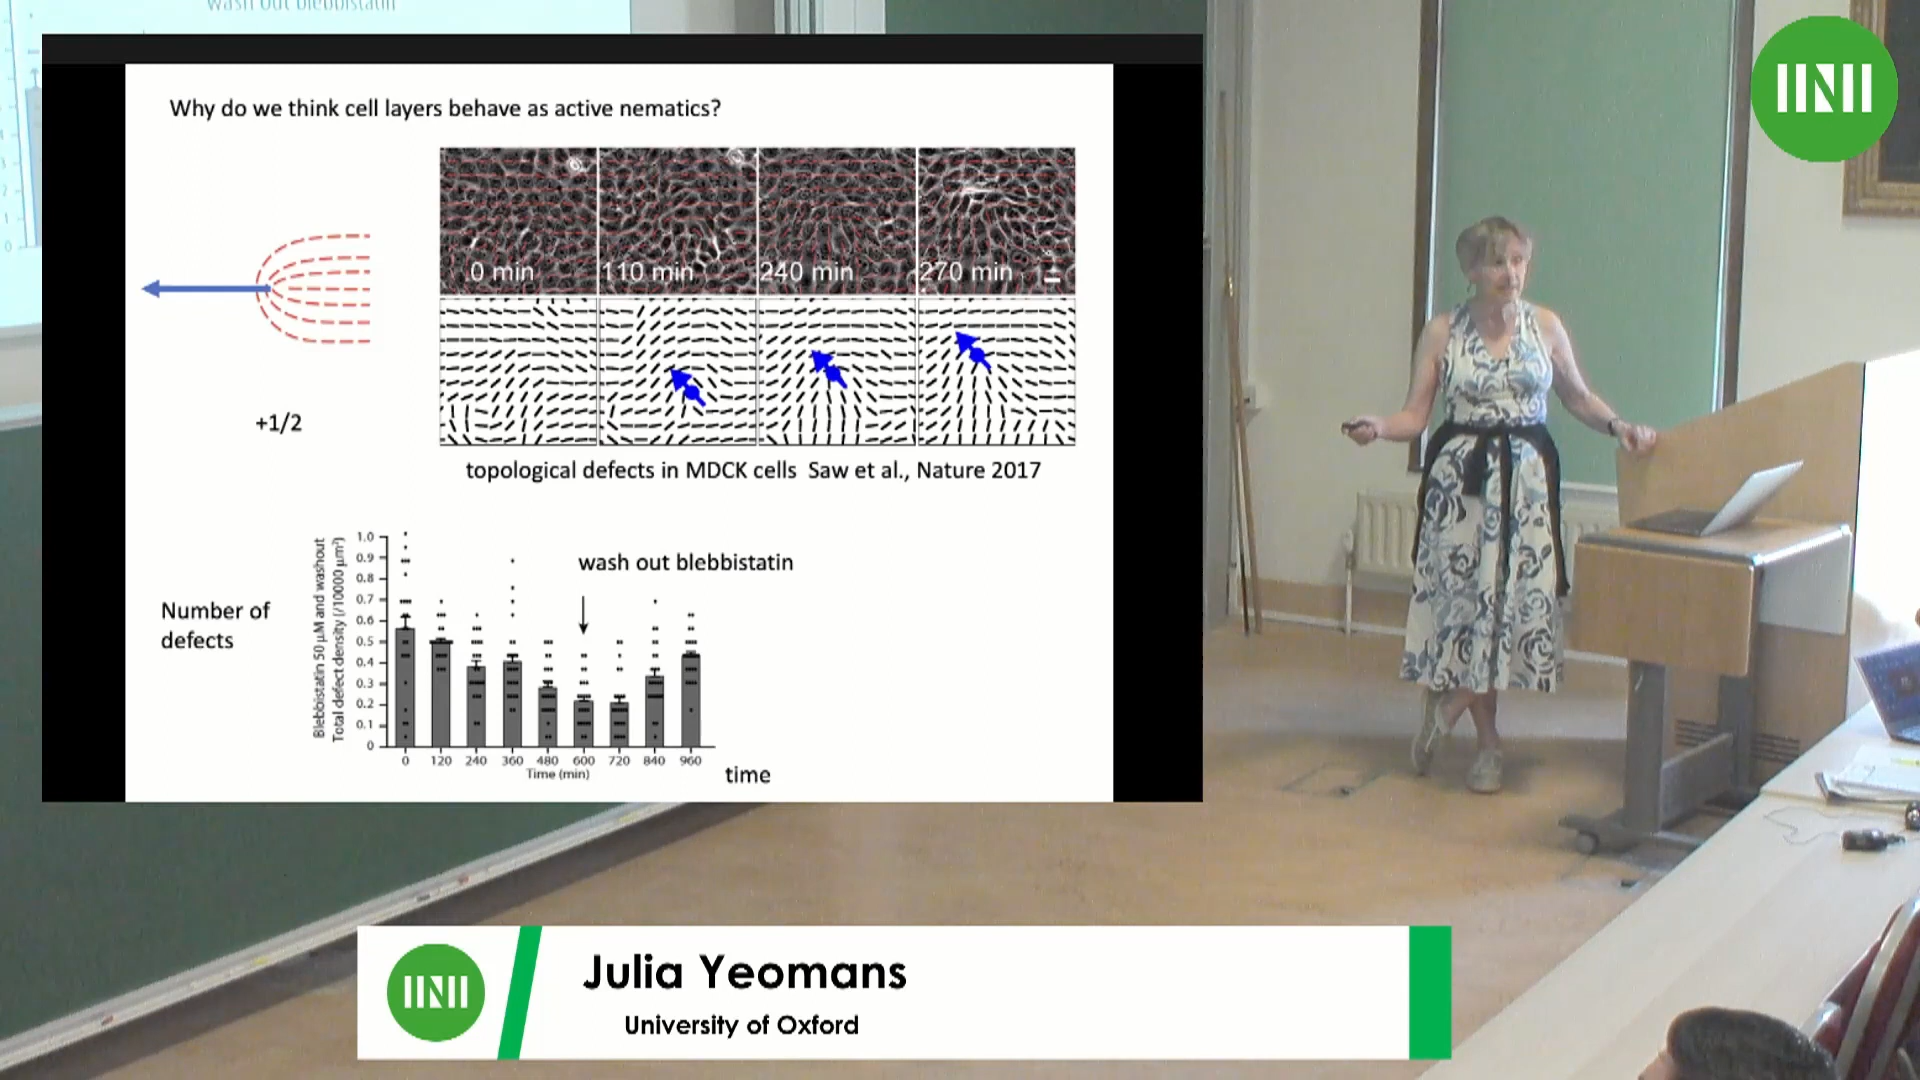 wash out blebbistatin
Why do we think cell layers behave as active nematics?
0 min
110 min
240 min
270 min
+1/2
topological defects in MDCK cells Saw et al., Nature 2017
Number of
defects
Blebbistatin 50 μM and washout
Total defect density (/10000 μm²)
1.0
0.9
0.8
0.7
0.6
0.5
0.4
0.3
0.2
0.1
0
wash out blebbistatin
0 120 240 360 480 600 720 840 960
Time (min)
time
Julia Yeomans
University of Oxford